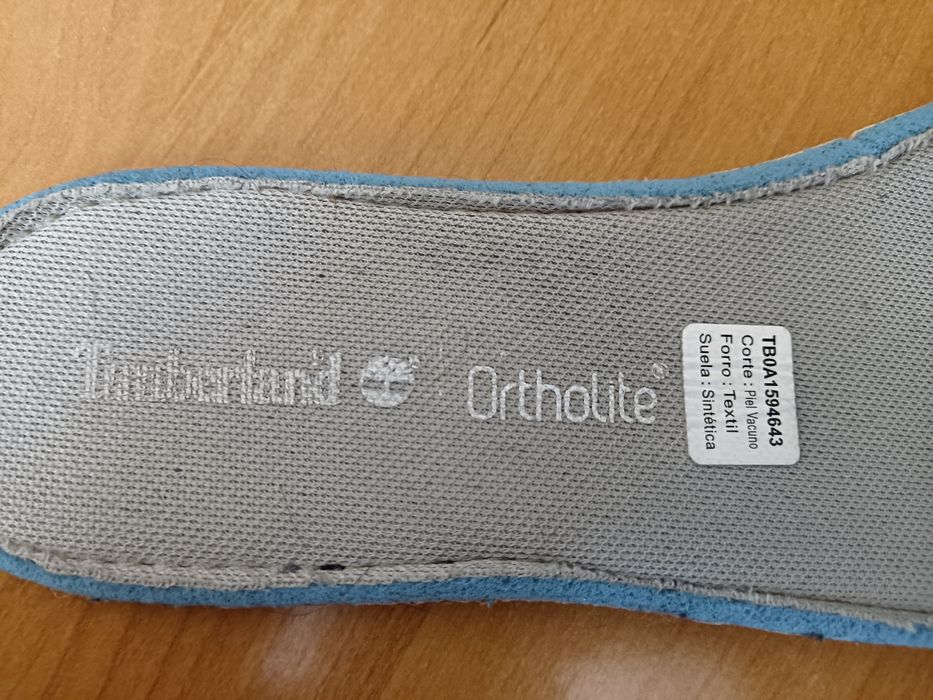 Timberland
Ortholite®
TB0A1594643
Corte : Piel Vacuno
Forro : Textil
Suela : Sintética